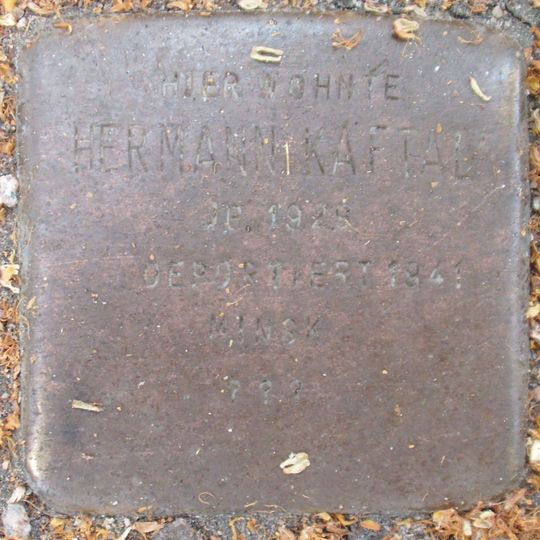 HIER WOHNTE
HERMANN KAFTAL
JG. 1928
DEPORTIERT 1941
MINSK
? ? ?